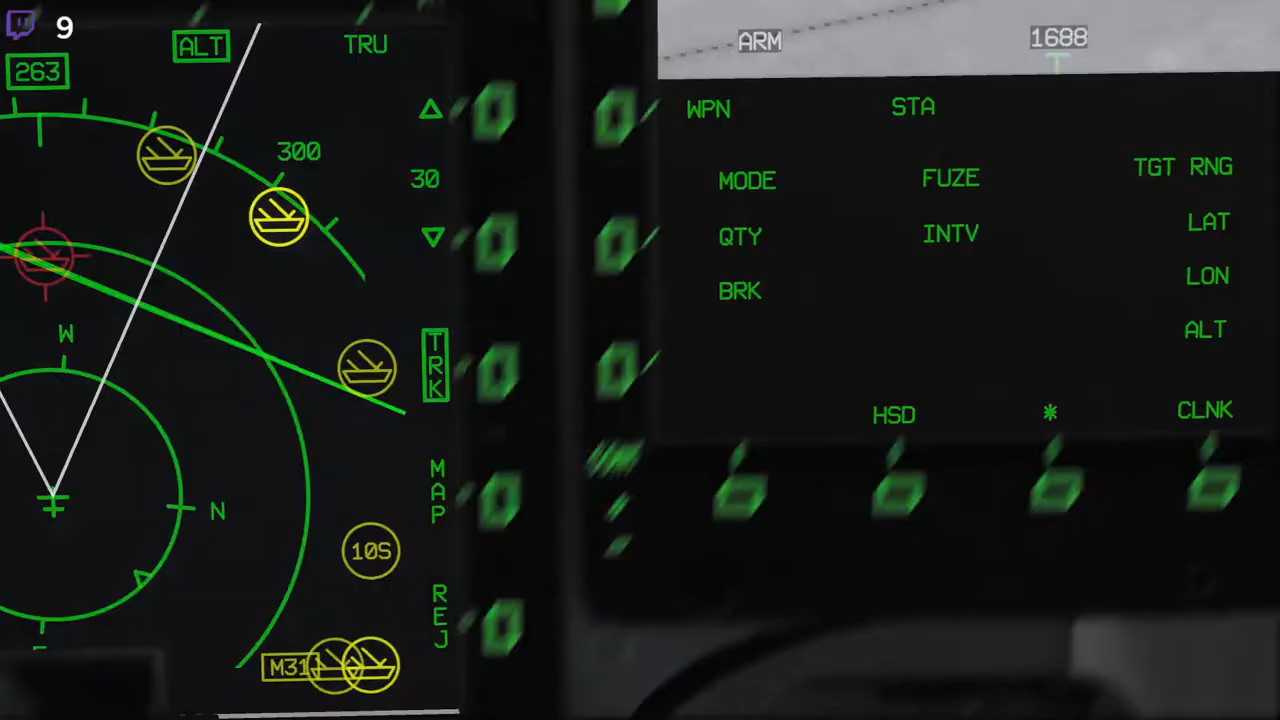 9
ALT
TRU
263
300
30
TRK
W
N
MAP
10S
REJ
M31
ARM
1688
WPN
STA
MODE
FUZE
TGT RNG
QTY
INTV
LAT
BRK
LON
ALT
HSD
*
CLNK